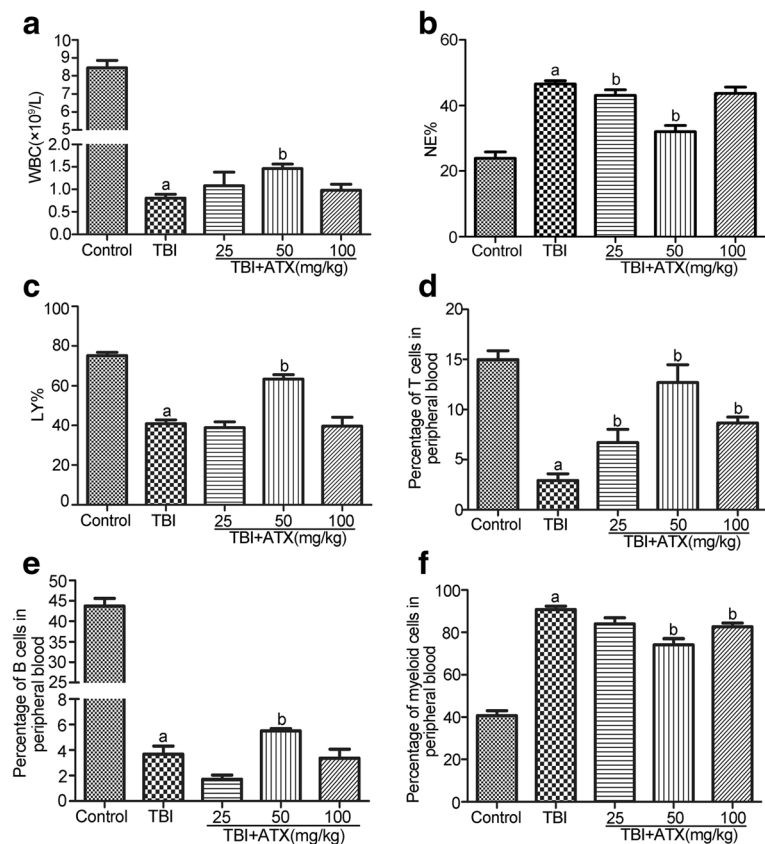 a
WBC(×10⁹/L)
10
9
8
7
6
5
2.0
1.5
1.0
0.5
0.0
a
b
Control TBI 25 50 100
TBI+ATX(mg/kg)
b
NE%
60
40
20
0
a
b
b
Control TBI 25 50 100
TBI+ATX(mg/kg)
c
LY%
100
80
60
40
20
0
a
b
Control TBI 25 50 100
TBI+ATX(mg/kg)
d
Percentage of T cells in
peripheral blood
20
15
10
5
0
a
b
b
b
Control TBI 25 50 100
TBI+ATX(mg/kg)
e
Percentage of B cells in
peripheral blood
50
45
40
35
30
25
8
6
4
2
0
a
b
Control TBI 25 50 100
TBI+ATX(mg/kg)
f
Percentage of myeloid cells in
peripheral blood
100
80
60
40
20
0
a
b
b
Control TBI 25 50 100
TBI+ATX(mg/kg)